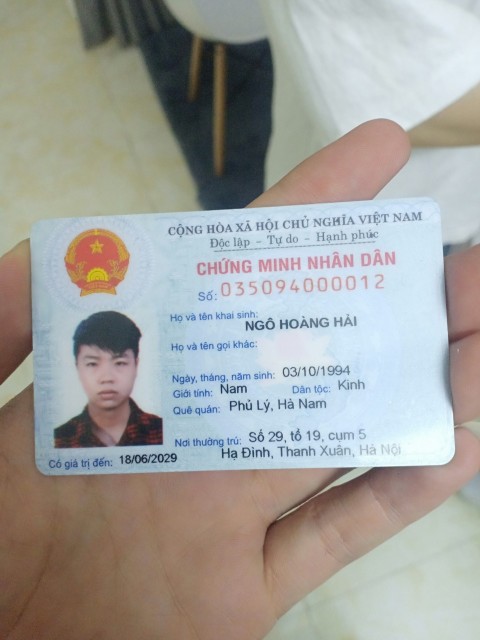 CỘNG HÒA XÃ HỘI CHỦ NGHĨA VIỆT NAM
Độc lập - Tự do - Hạnh phúc
CHỨNG MINH NHÂN DÂN
Số: 035094000012
Họ và tên khai sinh:
NGÔ HOÀNG HẢI
Họ và tên gọi khác:
Ngày, tháng, năm sinh: 03/10/1994
Giới tính: Nam Dân tộc: Kinh
Quê quán: Phủ Lý, Hà Nam
Nơi thường trú: Số 29, tổ 19, cụm 5
Hạ Đình, Thanh Xuân, Hà Nội
Có giá trị đến: 18/06/2029